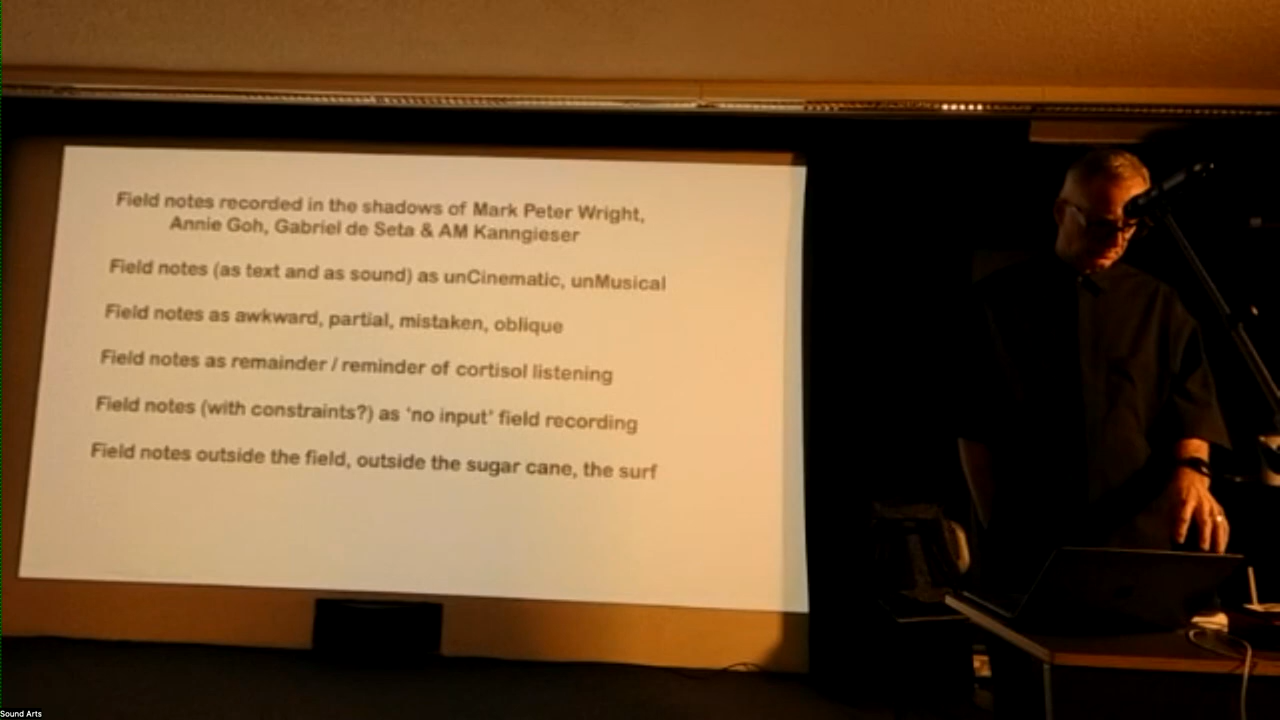 Field notes recorded in the shadows of Mark Peter Wright,
Annie Goh, Gabriel de Seta & AM Kanngieser
Field notes (as text and as sound) as unCinematic, unMusical
Field notes as awkward, partial, mistaken, oblique
Field notes as remainder / reminder of cortisol listening
Field notes (with constraints?) as 'no input' field recording
Field notes outside the field, outside the sugar cane, the surf
Sound Arts